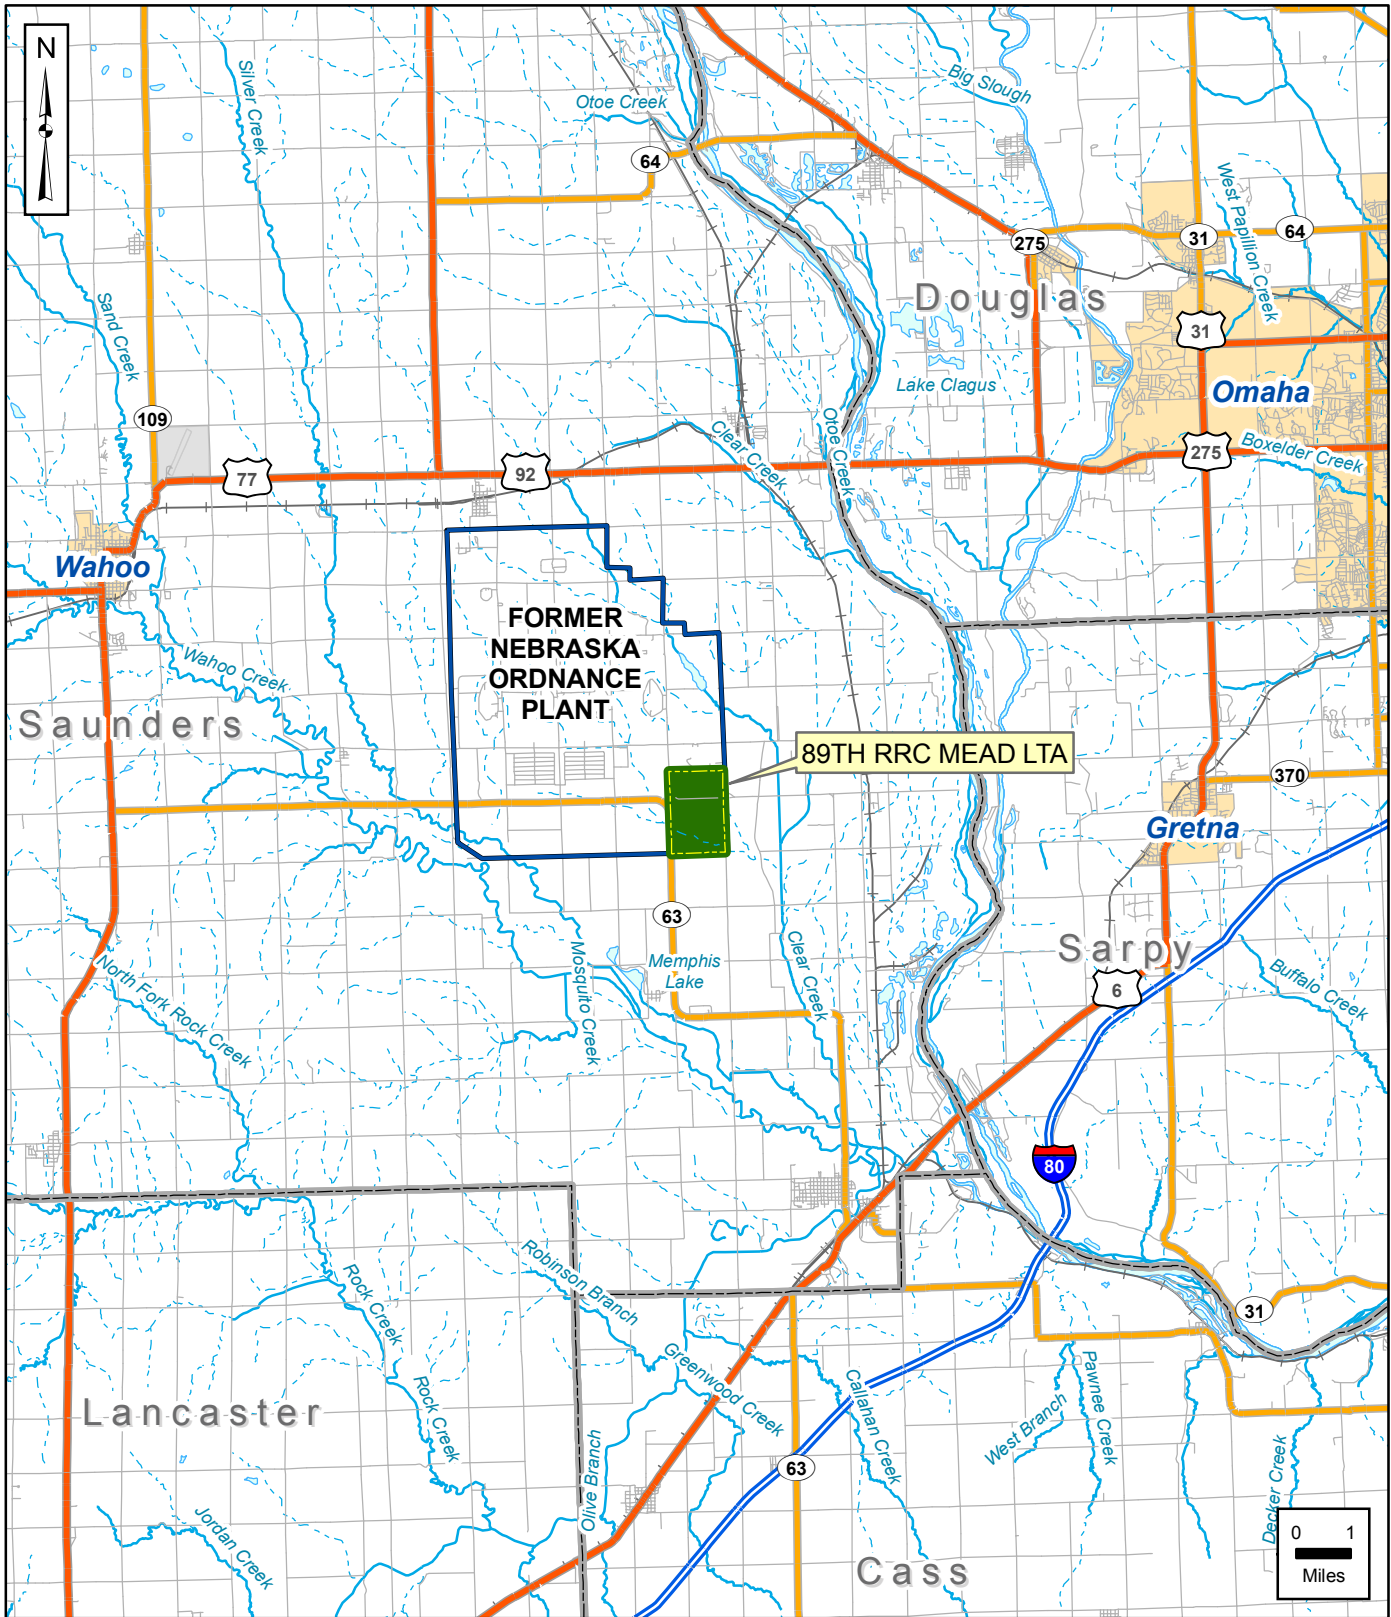 N
Silver Creek
Otoe Creek
Big Slough
64
West Papillion Creek
275
31
64
Douglas
Sand Creek
31
Lake Clagus
Omaha
109
Otoe Creek
Clear Creek
Boxelder Creek
77
92
275
Wahoo
FORMER
NEBRASKA
ORDNANCE
PLANT
Wahoo Creek
Saunders
89TH RRC MEAD LTA
370
Gretna
63
Mosquito Creek
Memphis
Lake
Clear Creek
Sarpy
North Fork Rock Creek
6
Buffalo Creek
80
Robinson Branch
Rock Creek
31
Greenwood Creek
Callahan Creek
Pawnee Creek
Rock Creek
Lancaster
West Branch
Olive Branch
63
Decker Creek
Jordan Creek
Cass
0 1
Miles